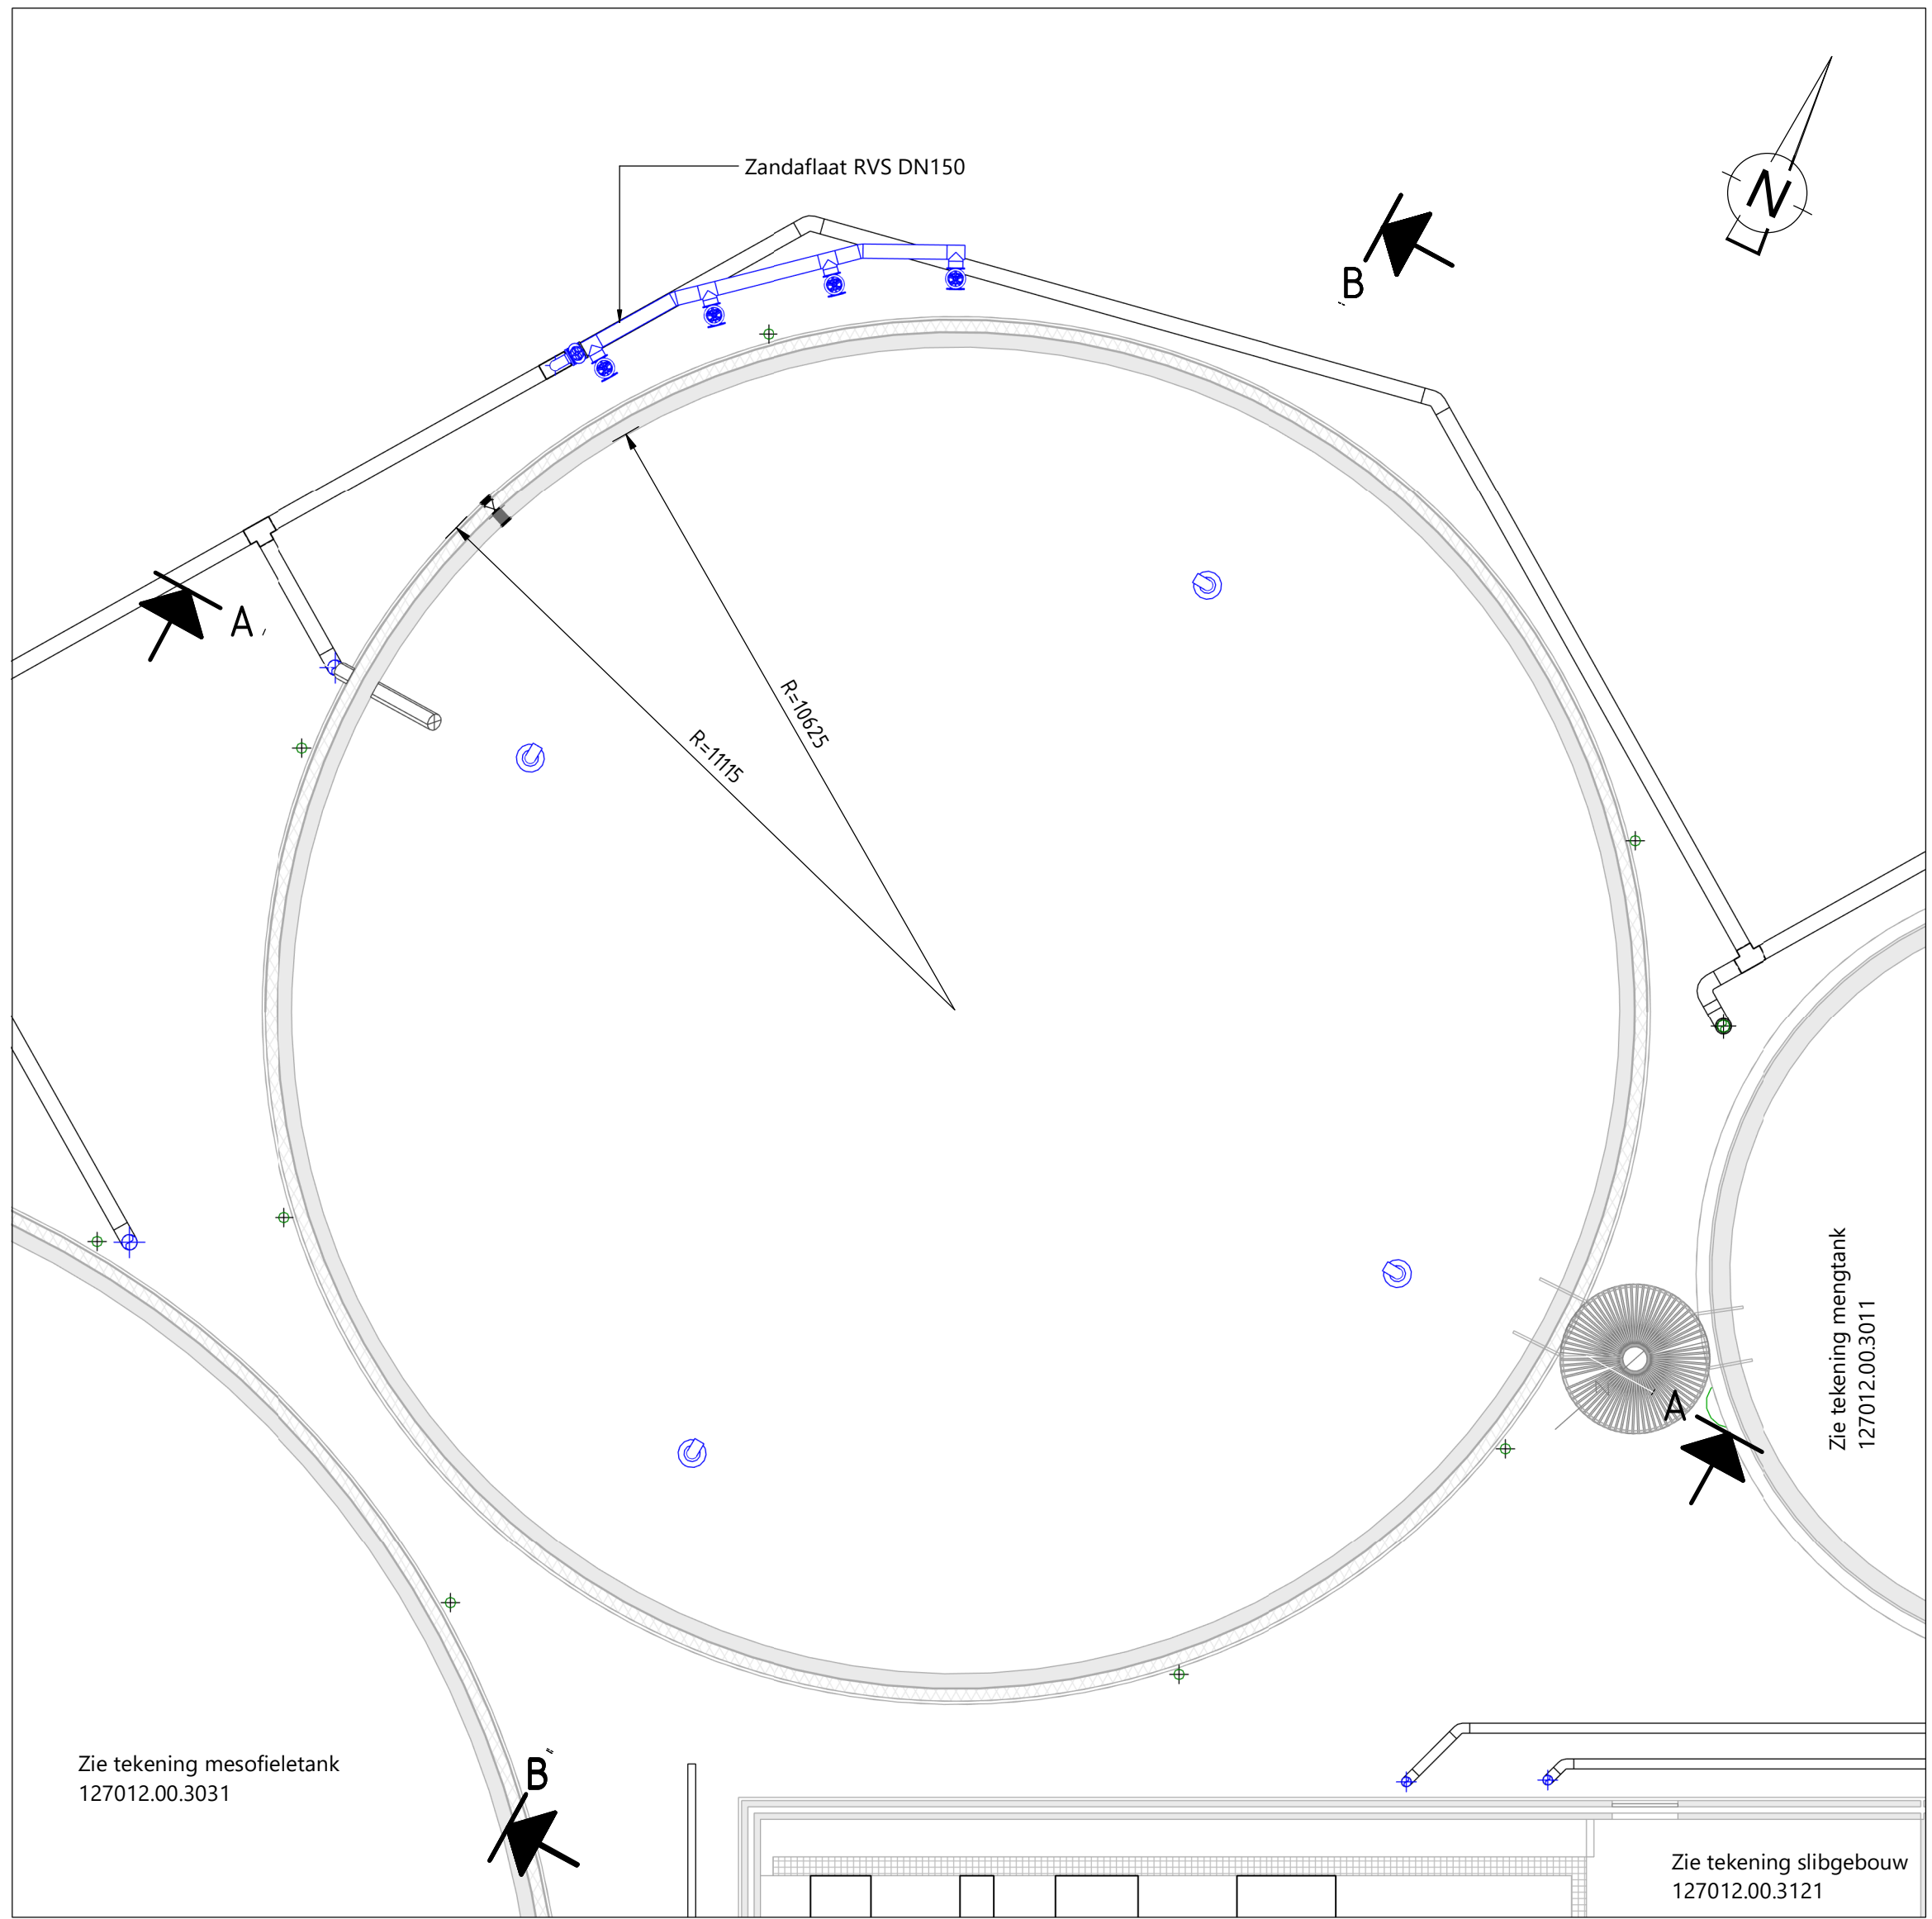 Zandaflaat RVS DN150
N
B
A
R=10625
R=11115
Zie tekening mengtank
127012.00.3011
A
Zie tekening mesofieletank
127012.00.3031
B
Zie tekening slibgebouw
127012.00.3121